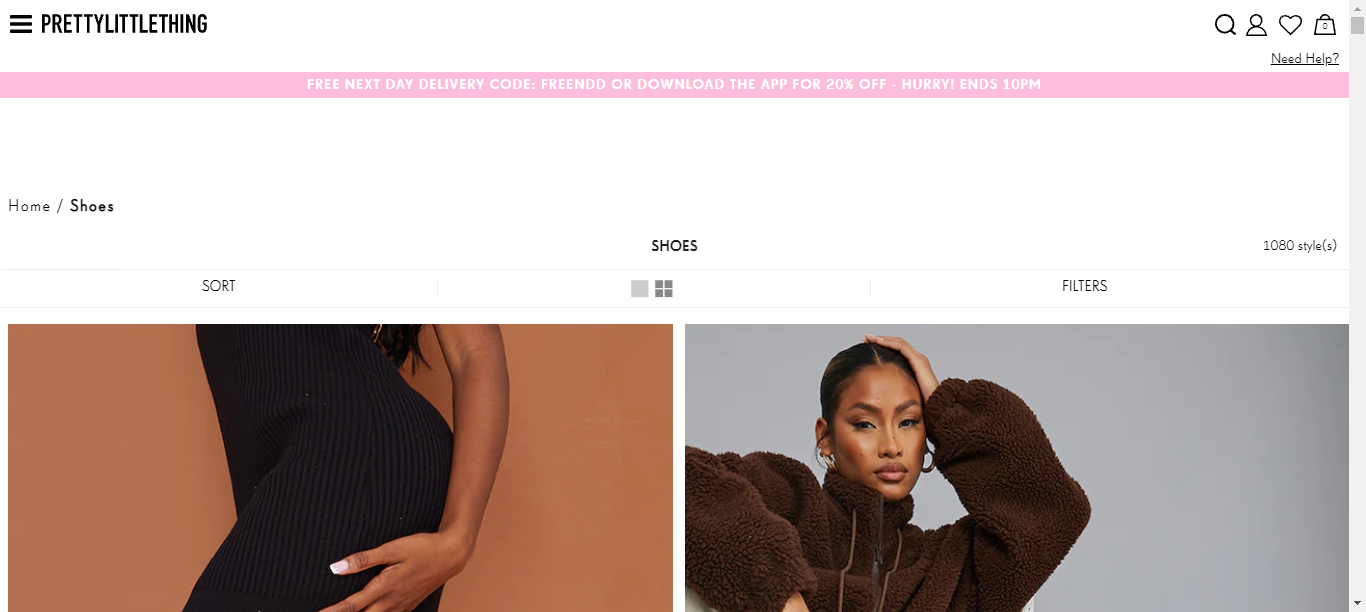 PRETTYLITTLETHING
0
Need Help?
FREE NEXT DAY DELIVERY CODE: FREENDD OR DOWNLOAD THE APP FOR 20% OFF - HURRY! ENDS 10PM
Home / Shoes
SHOES
1080 style(s)
SORT
FILTERS